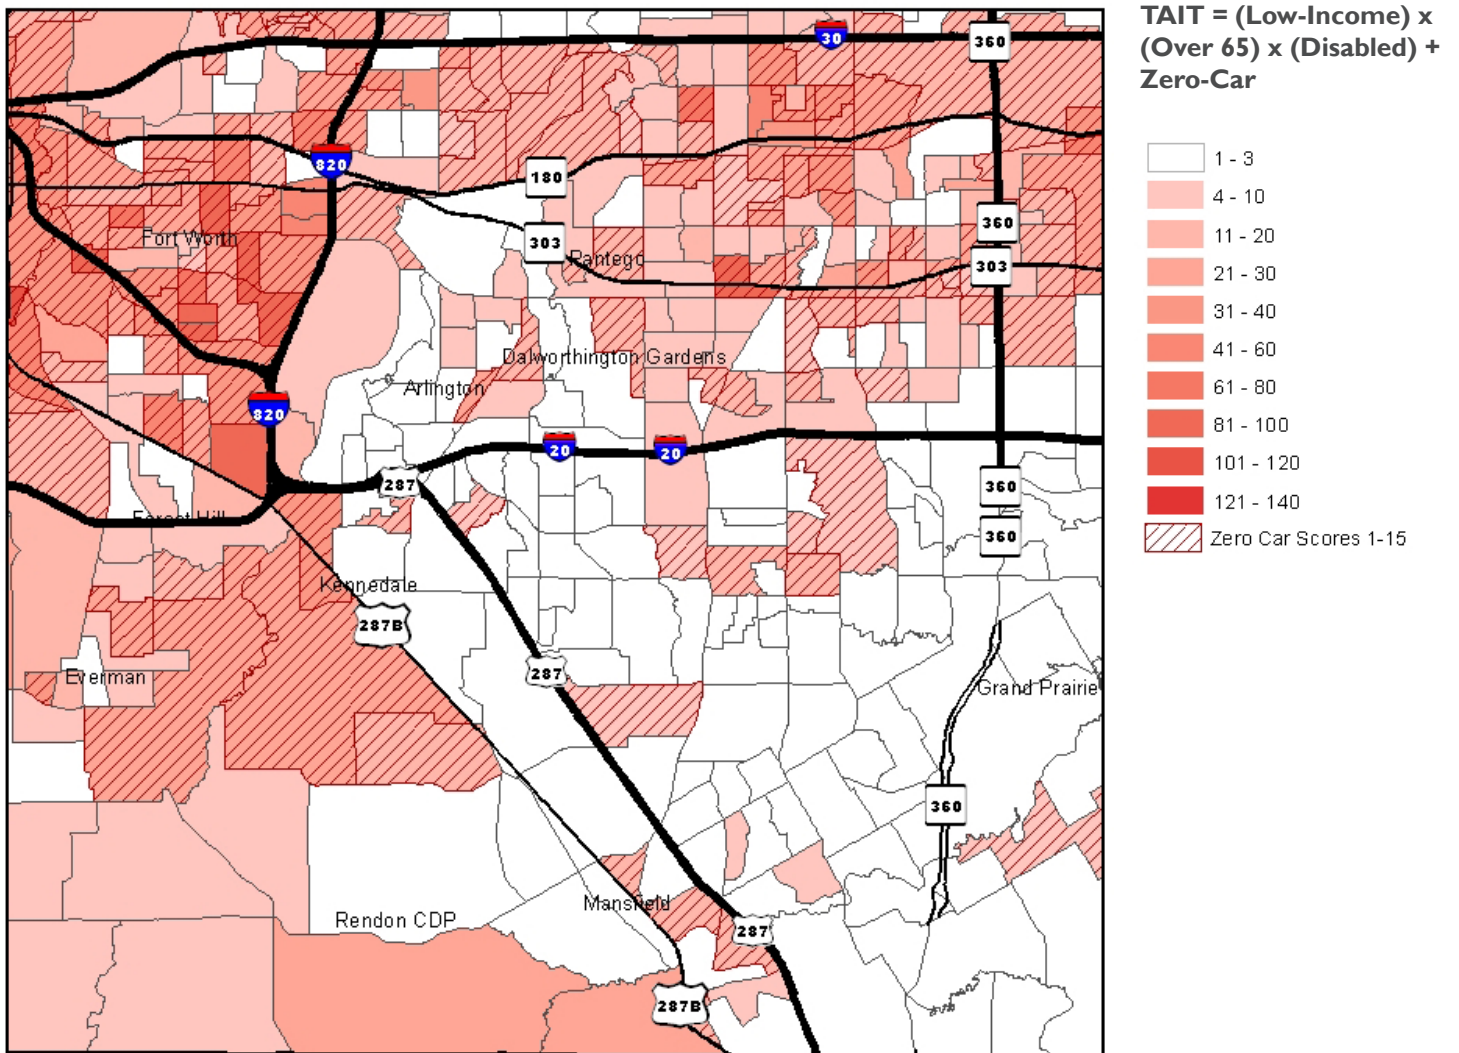 TAIT = (Low-Income) x
(Over 65) x (Disabled) +
Zero-Car
1 - 3
4 - 10
11 - 20
21 - 30
31 - 40
41 - 60
61 - 80
81 - 100
101 - 120
121 - 140
Zero Car Scores 1-15
30
360
820
180
360
Fort Worth
303
Pantego
303
Dalworthington Gardens
Arlington
820
20
20
287
360
Forest Hill
360
Kennedale
287B
287
Everman
Grand Prairie
360
Mansfield
Rendon CDP
287
287B